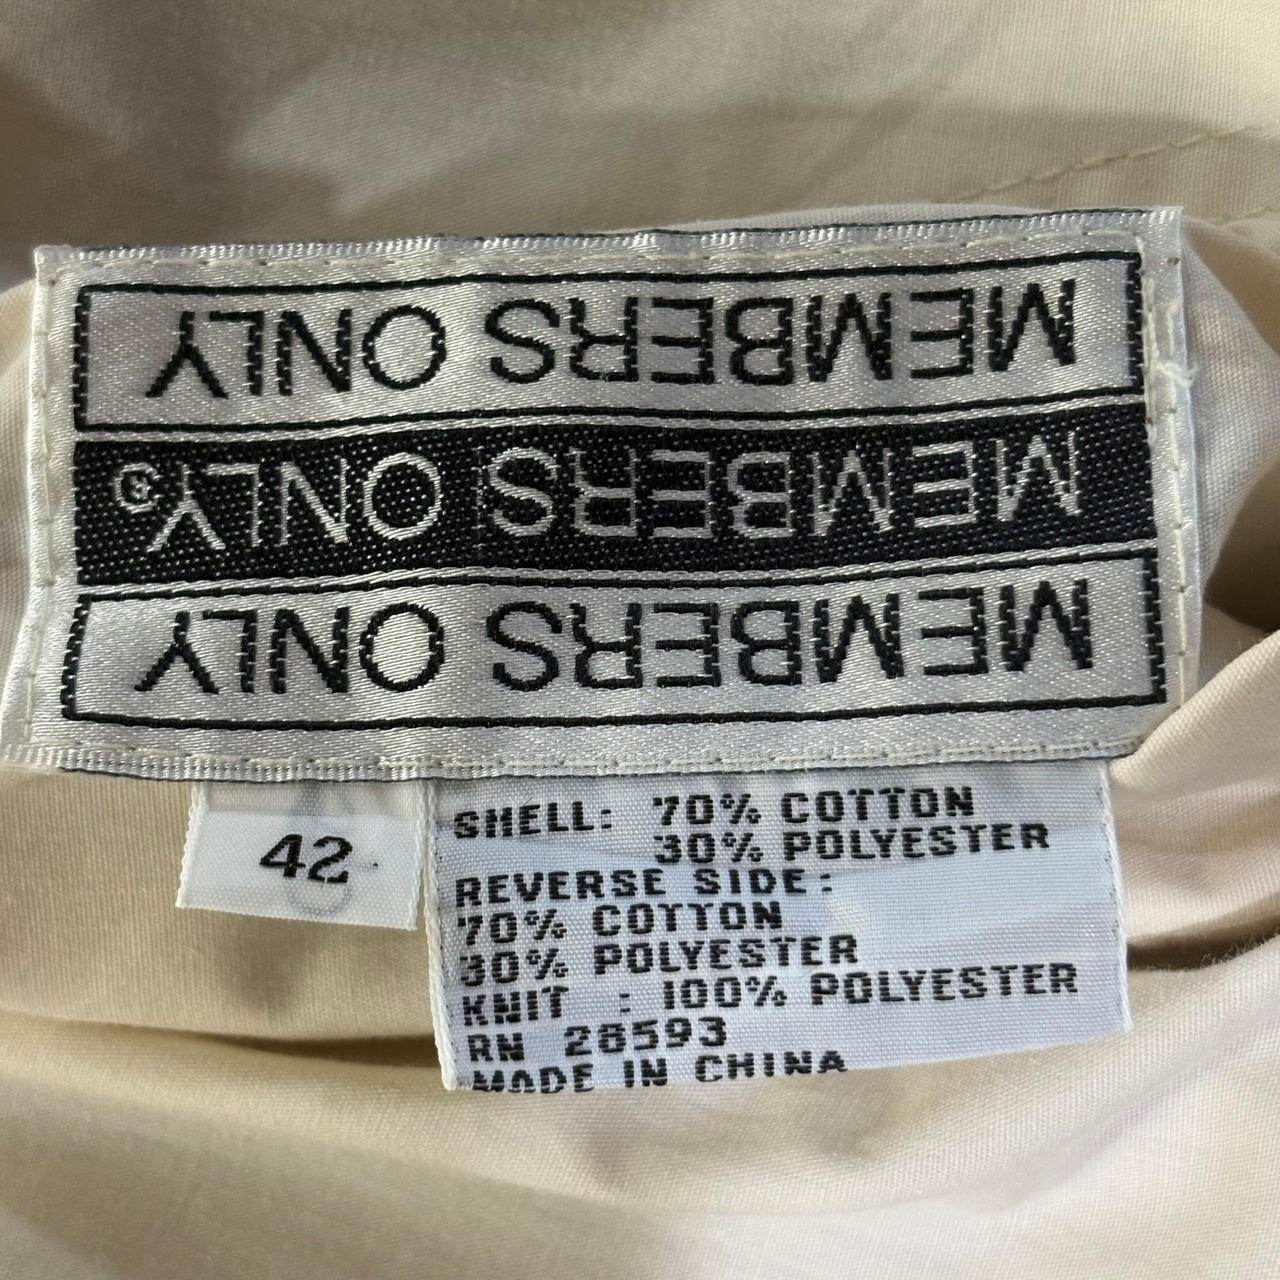 MEMBERS ONLY
MEMBERS ONLY
MEMBERS ONLY
42
SHELL: 70% COTTON
30% POLYESTER
REVERSE SIDE:
70% COTTON
30% POLYESTER
KNIT : 100% POLYESTER
RN 28593
MADE IN CHINA